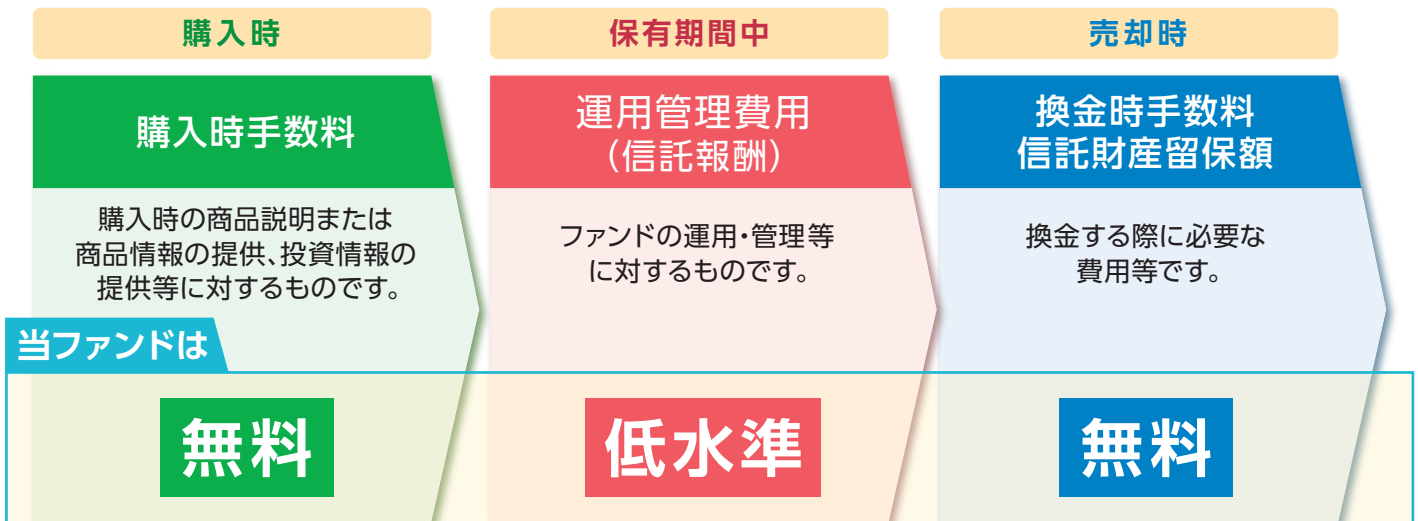 購入時
保有期間中
売却時
購入時手数料
運用管理費用
(信託報酬)
換金時手数料
信託財産留保額
購入時の商品説明または
商品情報の提供、投資情報の
提供等に対するものです。
ファンドの運用・管理等
に対するものです。
換金する際に必要な
費用等です。
当ファンドは
無料
低水準
無料